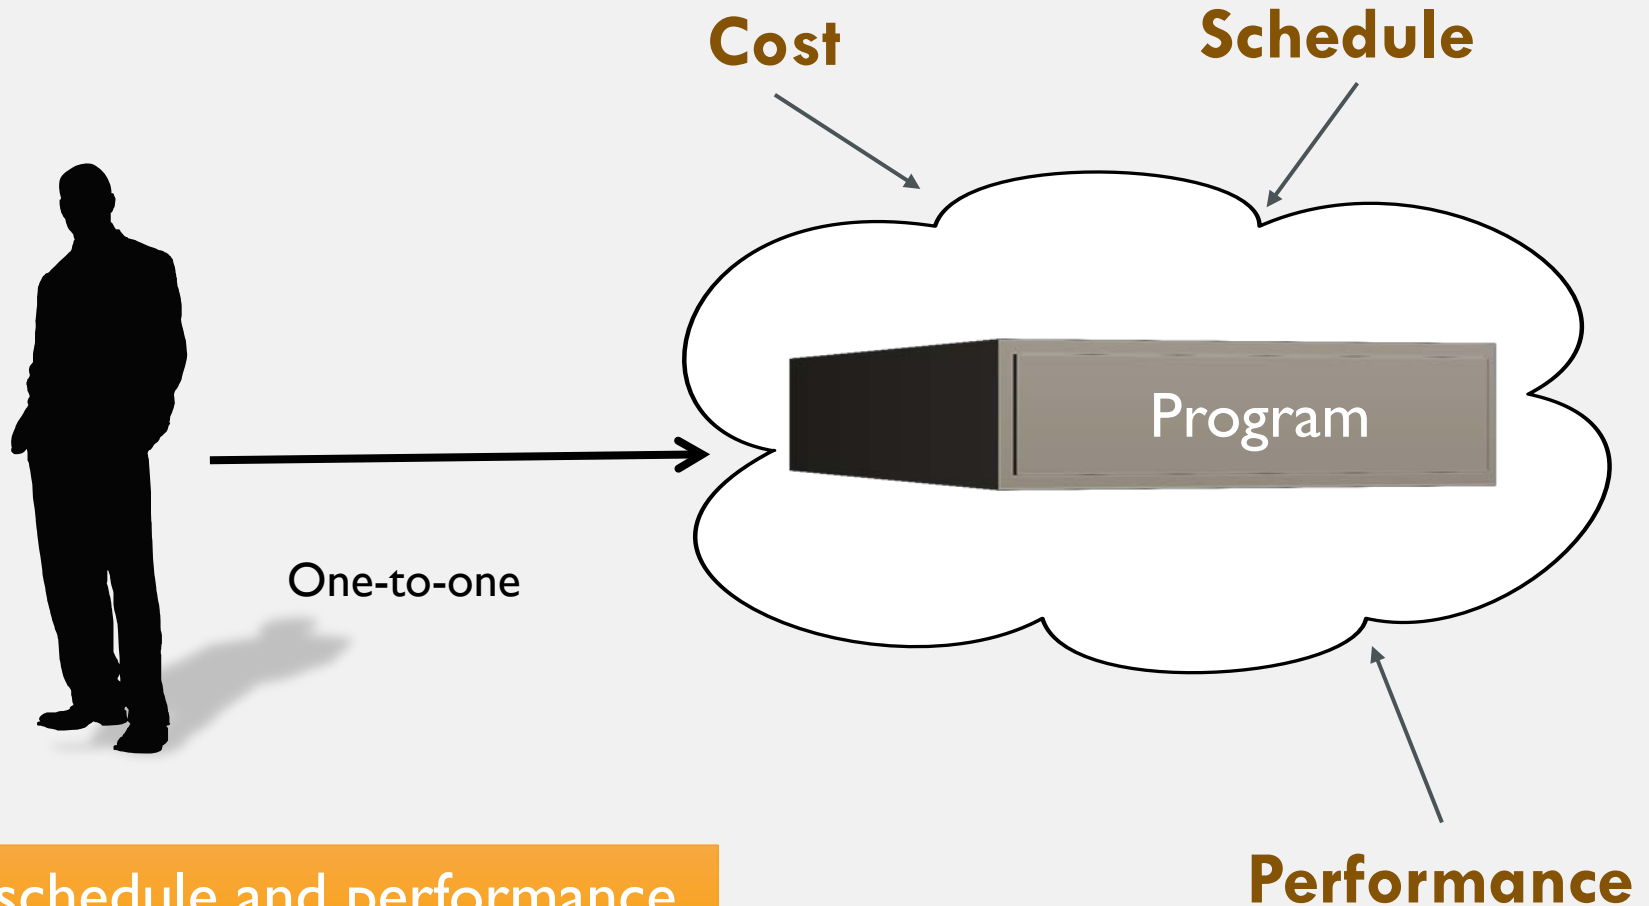 Cost
Schedule
Program
One-to-one
schedule and performance
Performance